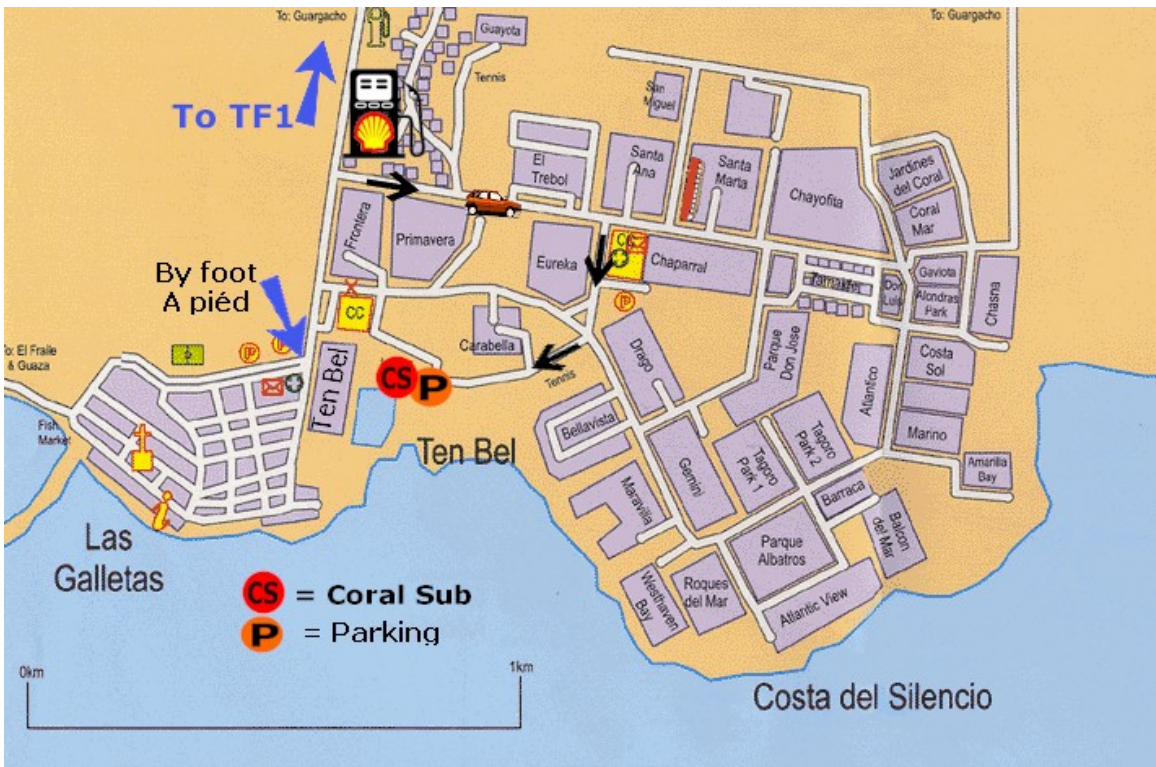 To: Guargacho
To: Guargacho
Guayota
To TF1
Tennis
San
Miguel
El
Trebol
Santa
Ana
Santa
Marta
Chayofita
Jardines
del Coral
Coral
Mar
Frontera
Primavera
Eureka
CC
Chaparral
Gaviota
Don
Luis
Alondras
Park
Chasna
By foot
A piéd
CC
P
P
P
Carabella
Drago
Parque
Don Jose
Costa
Sol
Atlantico
To: El Fraile
& Guaza
Ten Bel
CS
P
Tennis
Fish
Market
Bellavista
Marino
Ten Bel
Gemini
Tagoro
Park 1
Tagoro
Park 2
Amarilla
Bay
Maravilia
Barraca
Balcon
del Mar
i
Las
Galletas
Parque
Albatros
Westhaven
Bay
Roques
del Mar
Atlantic View
CS = Coral Sub
P = Parking
0km
1km
Costa del Silencio